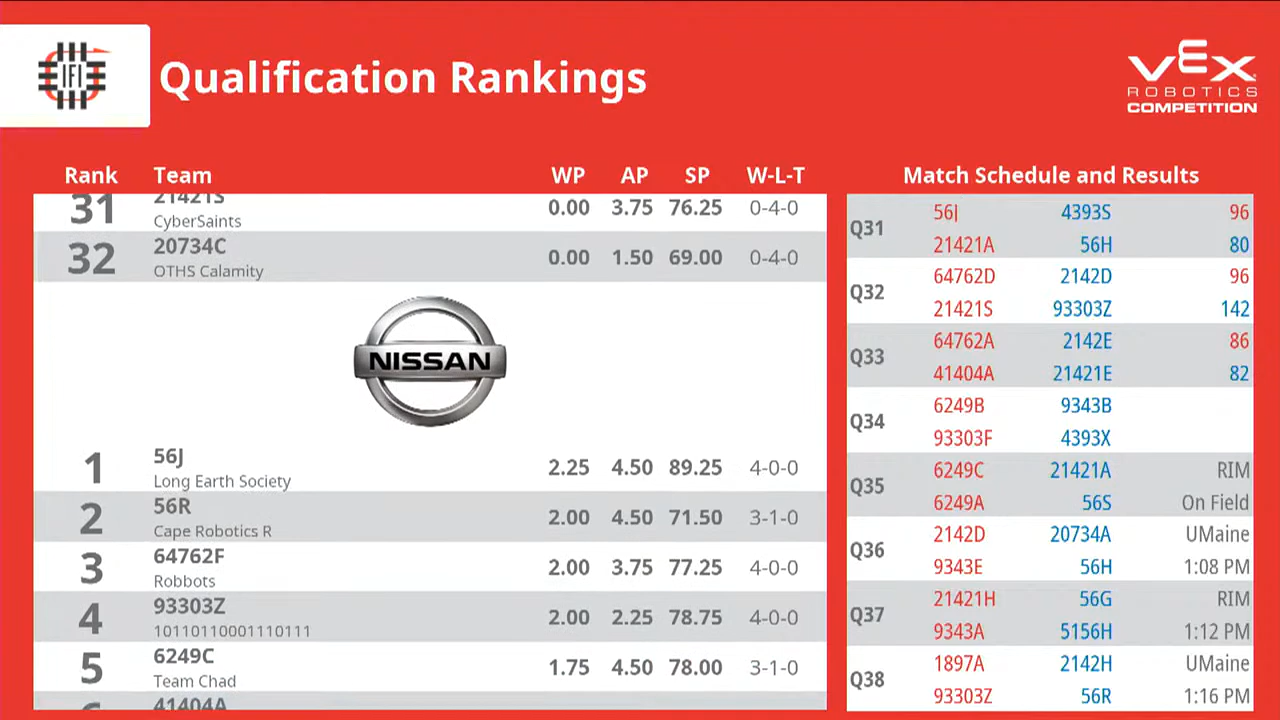 IFI
Qualification Rankings
VEX
ROBOTICS
COMPETITION
Rank Team WP AP SP W-L-T
31 21421S 0.00 3.75 76.25 0-4-0
CyberSaints
32 20734C 0.00 1.50 69.00 0-4-0
OTHS Calamity
NISSAN
1 56J 2.25 4.50 89.25 4-0-0
Long Earth Society
2 56R 2.00 4.50 71.50 3-1-0
Cape Robotics R
3 64762F 2.00 3.75 77.25 4-0-0
Robbots
4 93303Z 2.00 2.25 78.75 4-0-0
10110110001110111
5 6249C 1.75 4.50 78.00 3-1-0
Team Chad
41404A
Match Schedule and Results
Q31 56J 4393S 96
21421A 56H 80
Q32 64762D 2142D 96
21421S 93303Z 142
Q33 64762A 2142E 86
41404A 21421E 82
Q34 6249B 9343B
93303F 4393X
Q35 6249C 21421A RIM
6249A 56S On Field
Q36 2142D 20734A UMaine
9343E 56H 1:08 PM
Q37 21421H 56G RIM
9343A 5156H 1:12 PM
Q38 1897A 2142H UMaine
93303Z 56R 1:16 PM